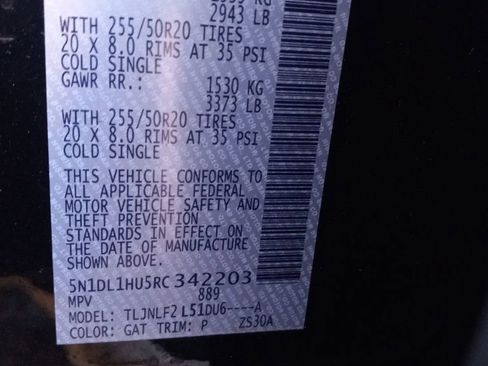 2943 LB
WITH 255/50R20 TIRES
20 X 8.0 RIMS AT 35 PSI
COLD SINGLE
GAWR RR.: 1530 KG
3373 LB
WITH 255/50R20 TIRES
20 X 8.0 RIMS AT 35 PSI
COLD SINGLE
THIS VEHICLE CONFORMS TO
ALL APPLICABLE FEDERAL
MOTOR VEHICLE SAFETY AND
THEFT PREVENTION
STANDARDS IN EFFECT ON
THE DATE OF MANUFACTURE
SHOWN ABOVE.
5N1DL1HU5RC 342203
MPV 889
MODEL: TLJNLF2 L51DU6----A
COLOR: GAT TRIM: P ZS30A